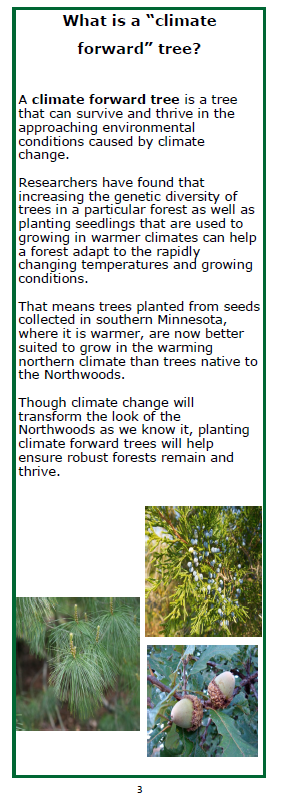 What is a “climate
forward” tree?
A climate forward tree is a tree
that can survive and thrive in the
approaching environmental
conditions caused by climate
change.
Researchers have found that
increasing the genetic diversity of
trees in a particular forest as well as
planting seedlings that are used to
growing in warmer climates can help
a forest adapt to the rapidly
changing temperatures and growing
conditions.
That means trees planted from seeds
collected in southern Minnesota,
where it is warmer, are now better
suited to grow in the warming
northern climate than trees native to
the Northwoods.
Though climate change will
transform the look of the
Northwoods as we know it, planting
climate forward trees will help
ensure robust forests remain and
thrive.
3